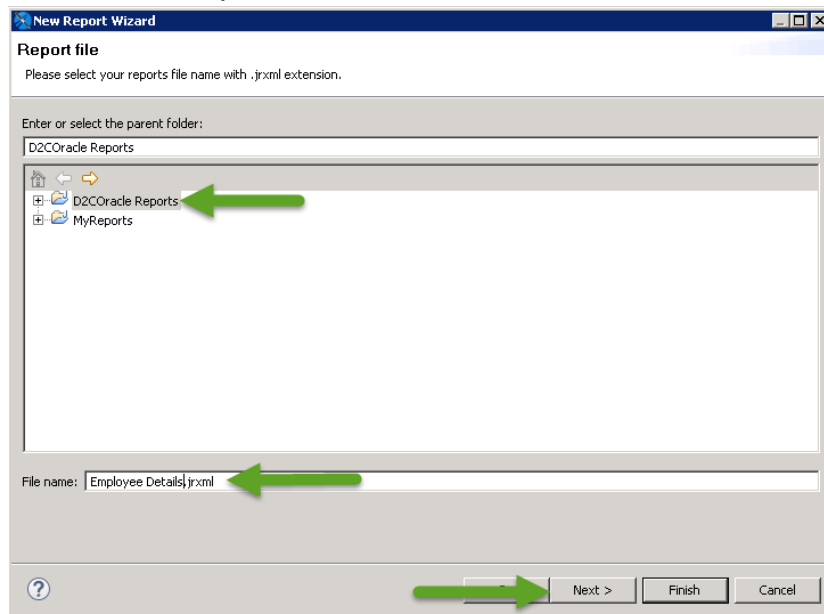 New Report Wizard
Report file
Please select your reports file name with .jrxml extension.
Enter or select the parent folder:
D2COracle Reports
D2COracle Reports
MyReports
File name: Employee Details.jrxml
Next > Finish Cancel